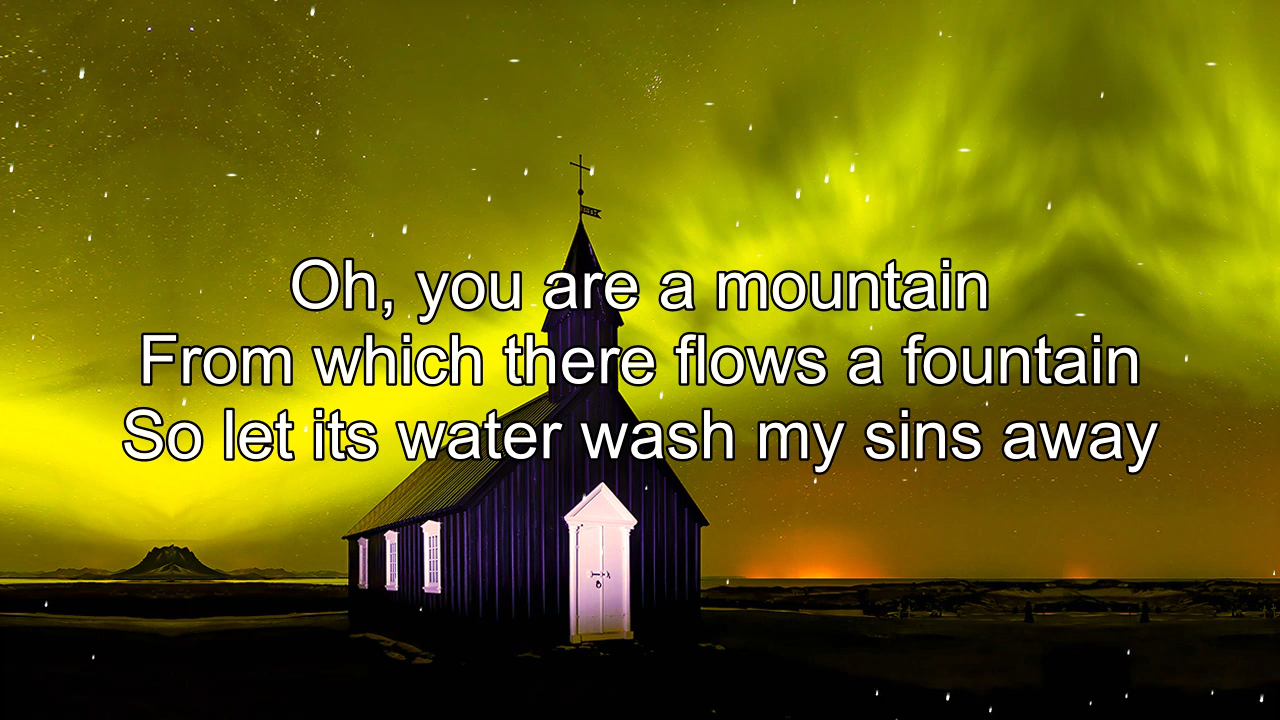 Oh, you are a mountain
From which there flows a fountain
So let its water wash my sins away